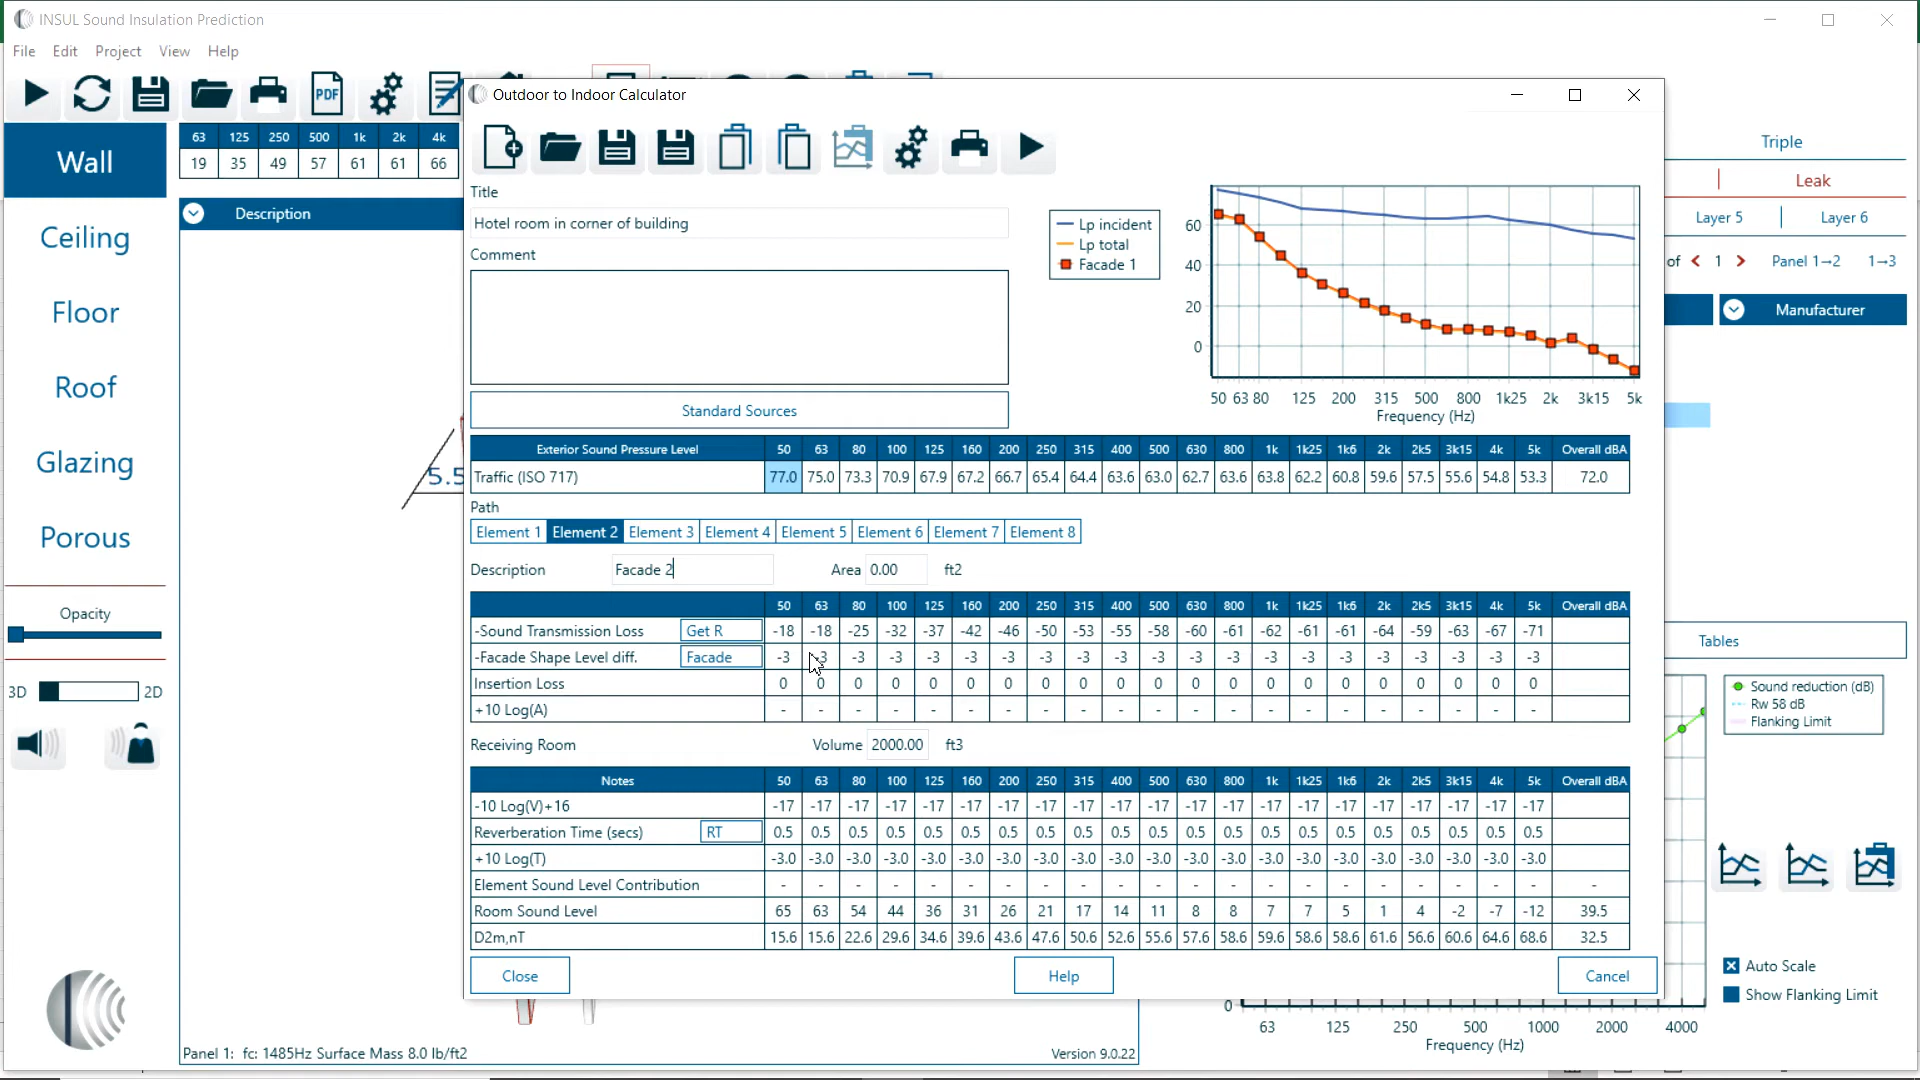 INSUL Sound Insulation Prediction
File Edit Project View Help
PDF
63 125 250 500 1k 2k 4k
19 35 49 57 61 61 66
Wall
Ceiling
Floor
Roof
Glazing
Porous
Opacity
3D 2D
Description
5.5
Panel 1: fc: 1485Hz Surface Mass 8.0 lb/ft2
Version 9.0.22
Outdoor to Indoor Calculator
Title
Hotel room in corner of building
Comment
Standard Sources
Lp incident
Lp total
Facade 1
60
40
20
0
50 63 80 125 200 315 500 800 1k25 2k 3k15 5k
Frequency (Hz)
Exterior Sound Pressure Level 50 63 80 100 125 160 200 250 315 400 500 630 800 1k 1k25 1k6 2k 2k5 3k15 4k 5k Overall dBA
Traffic (ISO 717) 77.0 75.0 73.3 70.9 67.9 67.2 66.7 65.4 64.4 63.6 63.0 62.7 63.6 63.8 62.2 60.8 59.6 57.5 55.6 54.8 53.3 72.0
Path
Element 1 Element 2 Element 3 Element 4 Element 5 Element 6 Element 7 Element 8
Description Facade 2 Area 0.00 ft2
50 63 80 100 125 160 200 250 315 400 500 630 800 1k 1k25 1k6 2k 2k5 3k15 4k 5k Overall dBA
-Sound Transmission Loss Get R -18 -18 -25 -32 -37 -42 -46 -50 -53 -55 -58 -60 -61 -62 -61 -61 -64 -59 -63 -67 -71
-Facade Shape Level diff. Facade -3 -3 -3 -3 -3 -3 -3 -3 -3 -3 -3 -3 -3 -3 -3 -3 -3 -3 -3 -3 -3
Insertion Loss 0 0 0 0 0 0 0 0 0 0 0 0 0 0 0 0 0 0 0 0 0
+10 Log(A) - - - - - - - - - - - - - - - - - - - - -
Receiving Room Volume 2000.00 ft3
Notes 50 63 80 100 125 160 200 250 315 400 500 630 800 1k 1k25 1k6 2k 2k5 3k15 4k 5k Overall dBA
-10 Log(V)+16 -17 -17 -17 -17 -17 -17 -17 -17 -17 -17 -17 -17 -17 -17 -17 -17 -17 -17 -17 -17 -17
Reverberation Time (secs) RT 0.5 0.5 0.5 0.5 0.5 0.5 0.5 0.5 0.5 0.5 0.5 0.5 0.5 0.5 0.5 0.5 0.5 0.5 0.5 0.5 0.5
+10 Log(T) -3.0 -3.0 -3.0 -3.0 -3.0 -3.0 -3.0 -3.0 -3.0 -3.0 -3.0 -3.0 -3.0 -3.0 -3.0 -3.0 -3.0 -3.0 -3.0 -3.0 -3.0
Element Sound Level Contribution - - - - - - - - - - - - - - - - - - - - - -
Room Sound Level 65 63 54 44 36 31 26 21 17 14 11 8 8 7 7 5 1 4 -2 -7 -12 39.5
D2m,nT 15.6 15.6 22.6 29.6 34.6 39.6 43.6 47.6 50.6 52.6 55.6 57.6 58.6 59.6 58.6 58.6 61.6 56.6 60.6 64.6 68.6 32.5
Close Help Cancel
Triple
Leak
Layer 5 Layer 6
of 1 Panel 1→2 1→3
Manufacturer
Tables
Sound reduction (dB)
Rw 58 dB
Flanking Limit
Auto Scale
Show Flanking Limit
0
63 125 250 500 1000 2000 4000
Frequency (Hz)